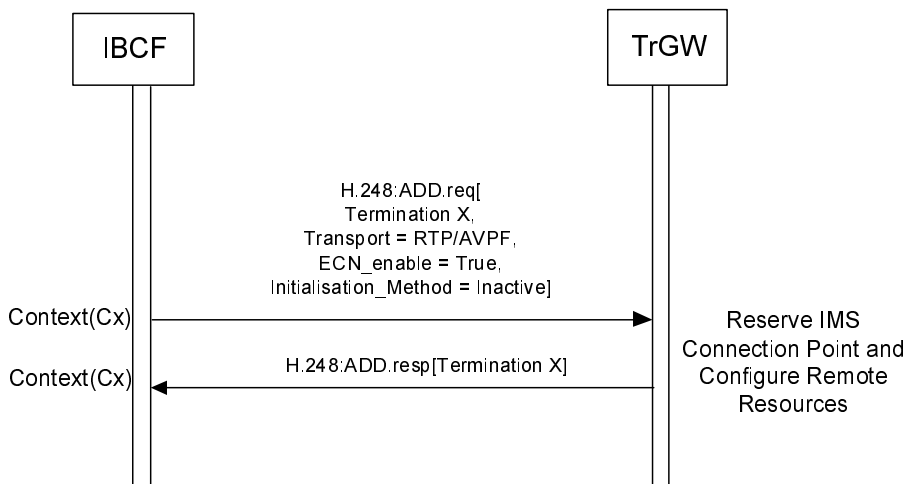 IBCF
TrGW
H.248:ADD.req[
Termination X,
Transport = RTP/AVPF,
ECN_enable = True,
Initialisation_Method = Inactive]
Context(Cx)
Reserve IMS
Connection Point and
Configure Remote
Resources
H.248:ADD.resp[Termination X]
Context(Cx)